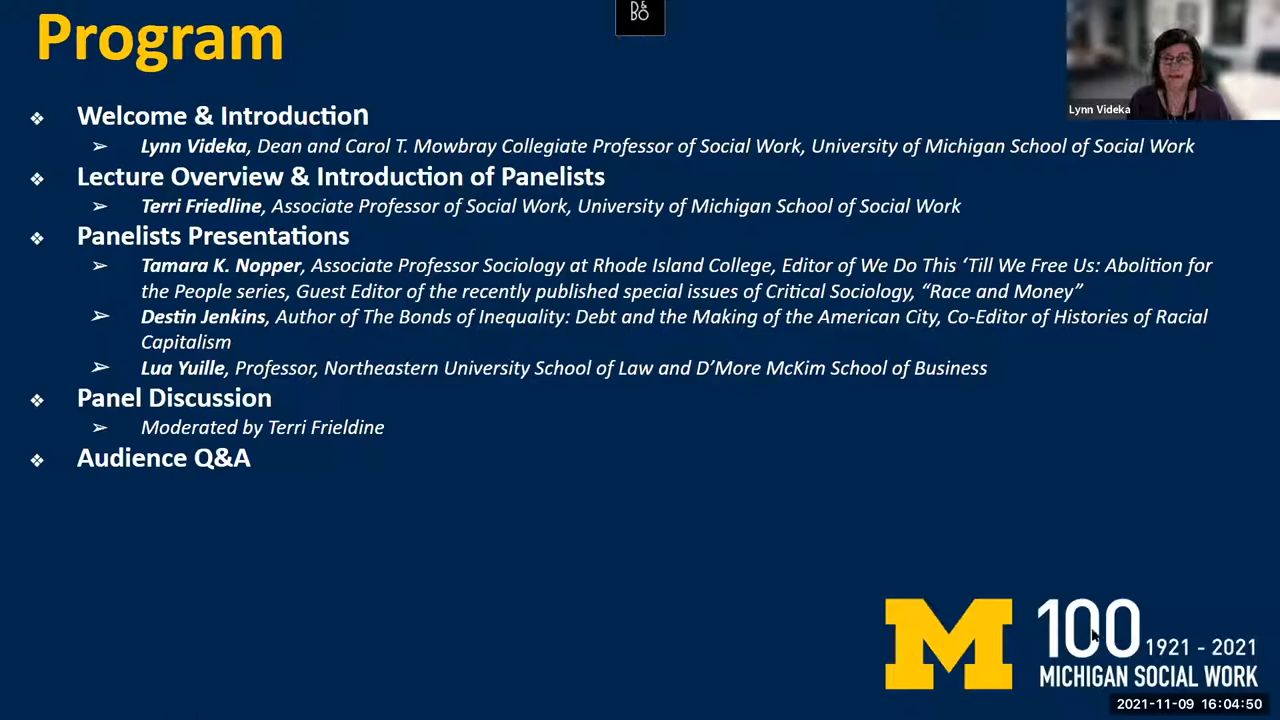 Program
B&O
Lynn Videka
❖ Welcome & Introduction
➢ Lynn Videka, Dean and Carol T. Mowbray Collegiate Professor of Social Work, University of Michigan School of Social Work
❖ Lecture Overview & Introduction of Panelists
➢ Terri Friedline, Associate Professor of Social Work, University of Michigan School of Social Work
❖ Panelists Presentations
➢ Tamara K. Nopper, Associate Professor Sociology at Rhode Island College, Editor of We Do This ‘Till We Free Us: Abolition for
the People series, Guest Editor of the recently published special issues of Critical Sociology, “Race and Money”
➢ Destin Jenkins, Author of The Bonds of Inequality: Debt and the Making of the American City, Co-Editor of Histories of Racial
Capitalism
➢ Lua Yuille, Professor, Northeastern University School of Law and D’More McKim School of Business
❖ Panel Discussion
➢ Moderated by Terri Frieldine
❖ Audience Q&A
M
100 1921 - 2021
MICHIGAN SOCIAL WORK
2021-11-09 16:04:50